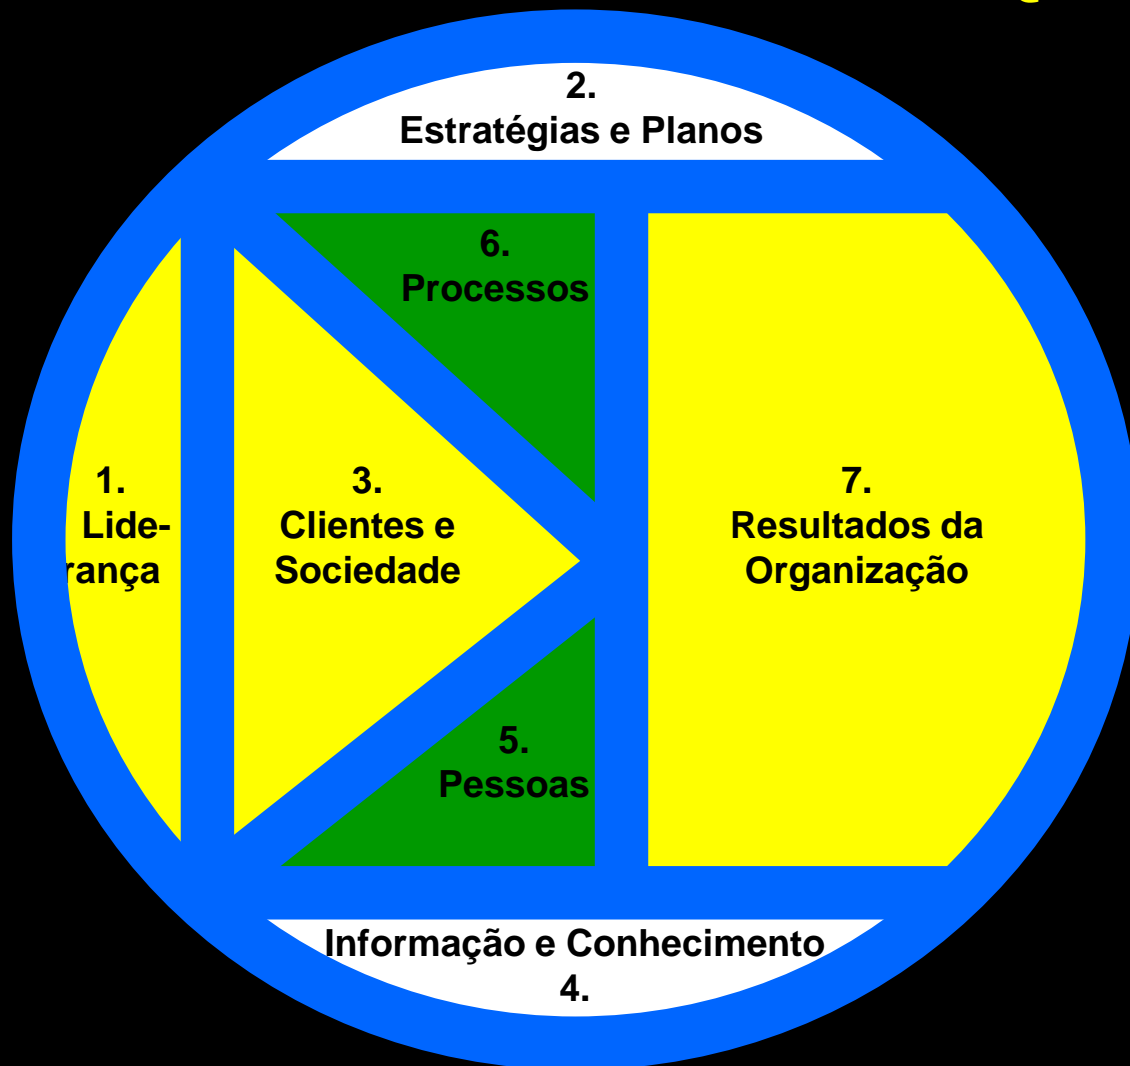 2.
Estratégias e Planos
6.
Processos
1.
Lide-
rança
3.
Clientes e
Sociedade
7.
Resultados da
Organização
5.
Pessoas
Informação e Conhecimento
4.